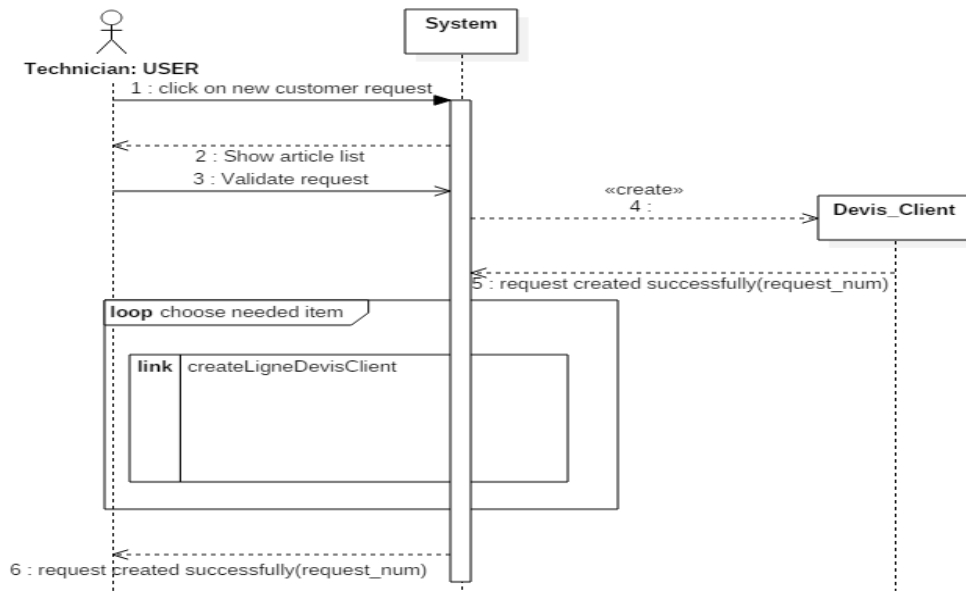 System
Technician: USER
1 : click on new customer request
2 : Show article list
3 : Validate request
«create»
4 :
Devis_Client
5 : request created successfully(request_num)
loop choose needed item
link createLigneDevisClient
6 : request created successfully(request_num)